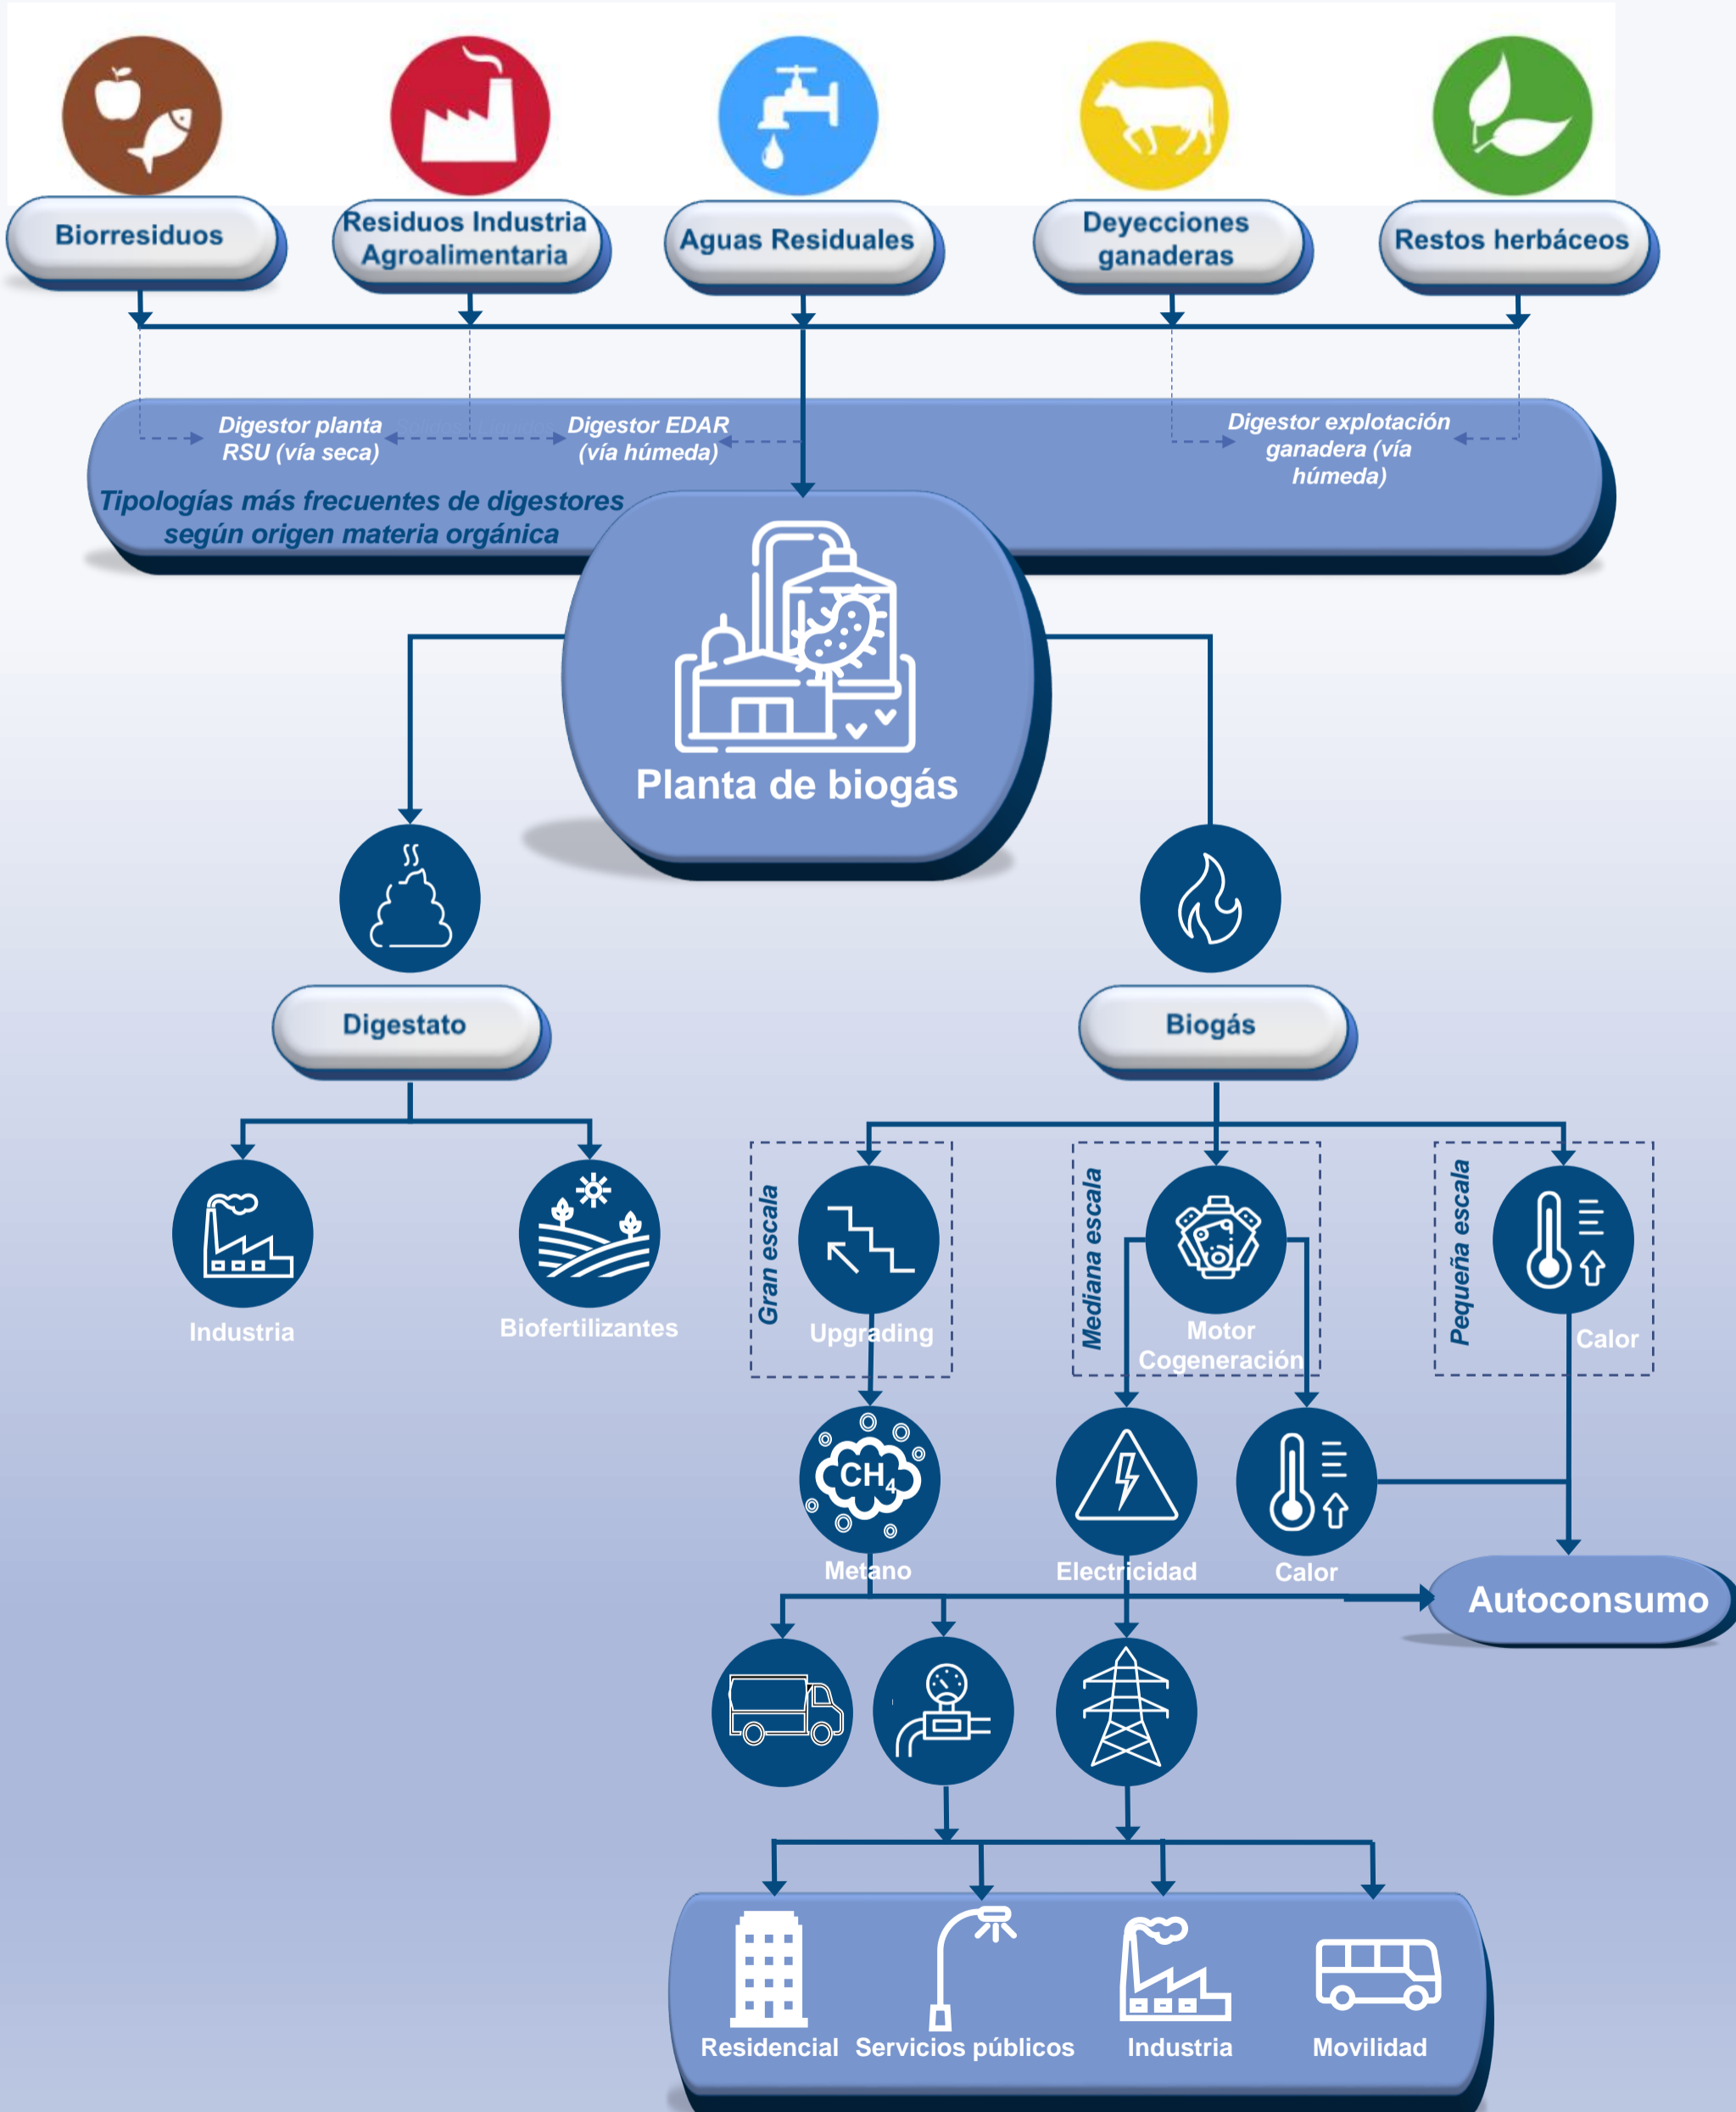 Biorresiduos
Residuos Industria
Agroalimentaria
Aguas Residuales
Deyecciones
ganaderas
Restos herbáceos
Digestor planta
RSU (vía seca)
Digestor EDAR
(vía húmeda)
Digestor explotación
ganadera (vía
húmeda)
Tipologías más frecuentes de digestores
según origen materia orgánica
Planta de biogás
Digestato
Biogás
Industria
Biofertilizantes
Gran escala
Upgrading
Mediana escala
Motor
Cogeneración
Pequeña escala
Calor
CH4
Metano
Electricidad
Calor
Autoconsumo
Residencial
Servicios públicos
Industria
Movilidad